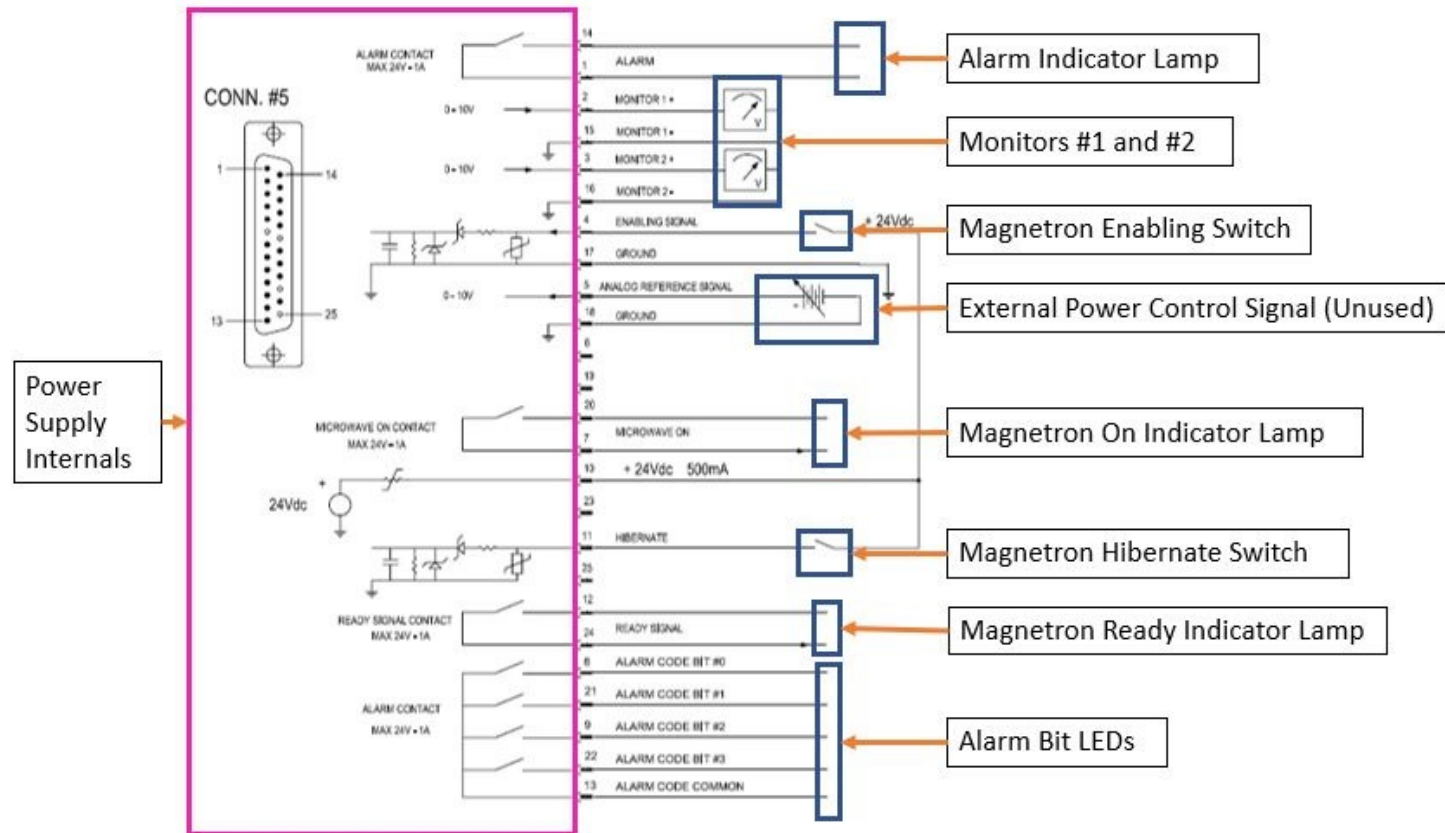 CONN. #5
1
14
13
25
Power
Supply
Internals
ALARM CONTACT
MAX 24V = 1A
14
ALARM
1
0 = 10V
2
MONITOR 1 +
15
MONITOR 1 -
0 = 10V
3
MONITOR 2 +
16
MONITOR 2 -
4
ENABLING SIGNAL
+ 24Vdc
17
GROUND
0 - 10V
5
ANALOG REFERENCE SIGNAL
18
GROUND
6
19
MICROWAVE ON CONTACT
MAX 24V = 1A
20
MICROWAVE ON
7
10
+ 24Vdc 500mA
+
24Vdc
23
11
HIBERNATE
25
READY SIGNAL CONTACT
MAX 24V = 1A
12
READY SIGNAL
24
ALARM CONTACT
MAX 24V = 1A
ALARM CODE BIT #0
21
ALARM CODE BIT #1
9
ALARM CODE BIT #2
22
ALARM CODE BIT #3
13
ALARM CODE COMMON
V
V
Alarm Indicator Lamp
Monitors #1 and #2
Magnetron Enabling Switch
External Power Control Signal (Unused)
Magnetron On Indicator Lamp
Magnetron Hibernate Switch
Magnetron Ready Indicator Lamp
Alarm Bit LEDs